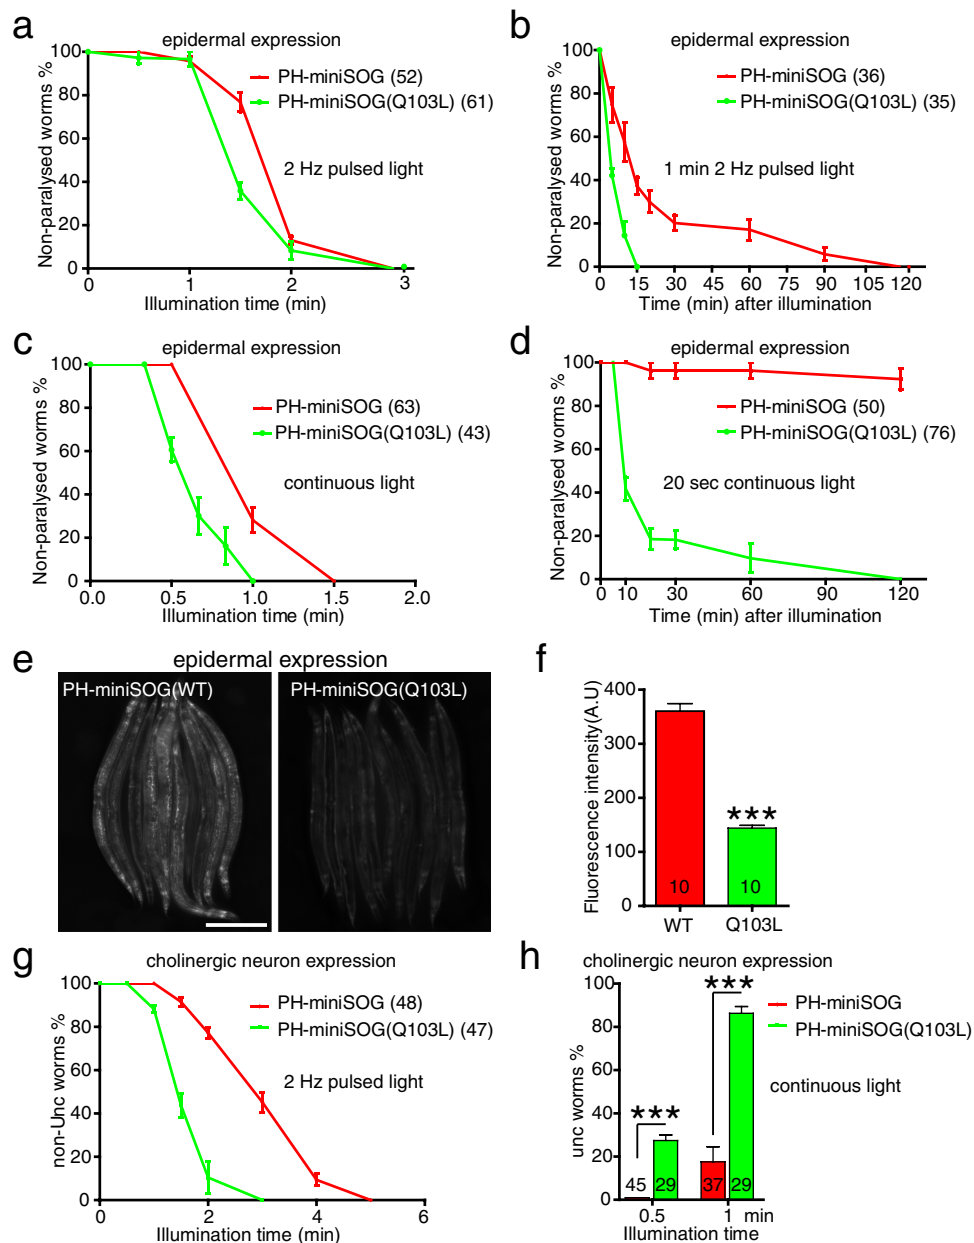 a
epidermal expression
Non-paralysed worms %
100
80
60
40
20
0
PH-miniSOG (52)
PH-miniSOG(Q103L) (61)
2 Hz pulsed light
0 1 2 3
Illumination time (min)
b
epidermal expression
Non-paralysed worms %
100
80
60
40
20
0
PH-miniSOG (36)
PH-miniSOG(Q103L) (35)
1 min 2 Hz pulsed light
0 15 30 45 60 75 90 105 120
Time (min) after illumination
c
epidermal expression
Non-paralysed worms %
100
80
60
40
20
0
PH-miniSOG (63)
PH-miniSOG(Q103L) (43)
continuous light
0.0 0.5 1.0 1.5 2.0
Illumination time (min)
d
epidermal expression
Non-paralysed worms %
100
80
60
40
20
0
PH-miniSOG (50)
PH-miniSOG(Q103L) (76)
20 sec continuous light
0 10 30 60 90 120
Time (min) after illumination
e
epidermal expression
PH-miniSOG(WT)
PH-miniSOG(Q103L)
f
Fluorescence intensity(A.U)
400
300
200
100
0
***
10 10
WT Q103L
g
cholinergic neuron expression
non-Unc worms %
100
80
60
40
20
0
PH-miniSOG (48)
PH-miniSOG(Q103L) (47)
2 Hz pulsed light
0 2 4 6
Illumination time (min)
h
cholinergic neuron expression
unc worms %
100
80
60
40
20
0
***
***
PH-miniSOG
PH-miniSOG(Q103L)
continuous light
45 29 37 29
0.5 1 min
Illumination time